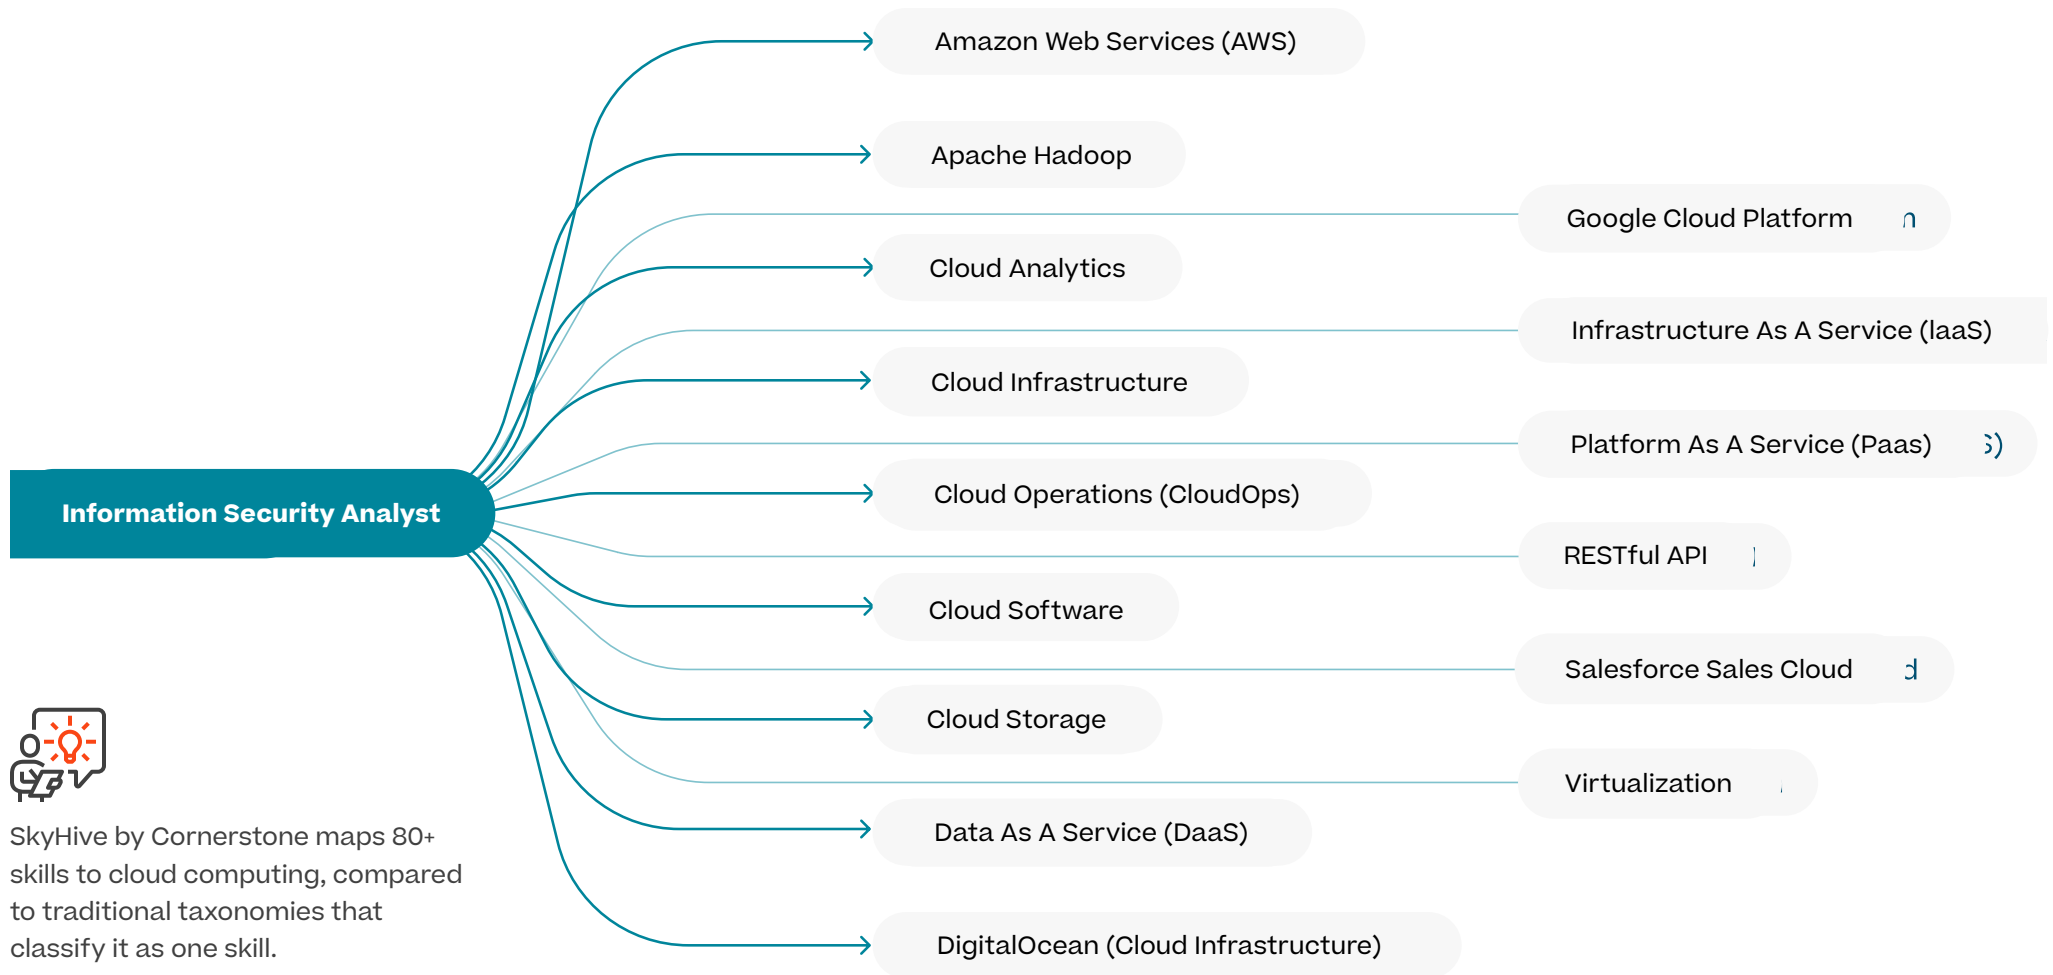 Amazon Web Services (AWS)
Apache Hadoop
Google Cloud Platform n
Cloud Analytics
Infrastructure As A Service (IaaS)
Cloud Infrastructure
Platform As A Service (Paas) S)
Cloud Operations (CloudOps)
Information Security Analyst
RESTful API
Cloud Software
Salesforce Sales Cloud d
Cloud Storage
Virtualization
Data As A Service (DaaS)
DigitalOcean (Cloud Infrastructure)
SkyHive by Cornerstone maps 80+
skills to cloud computing, compared
to traditional taxonomies that
classify it as one skill.